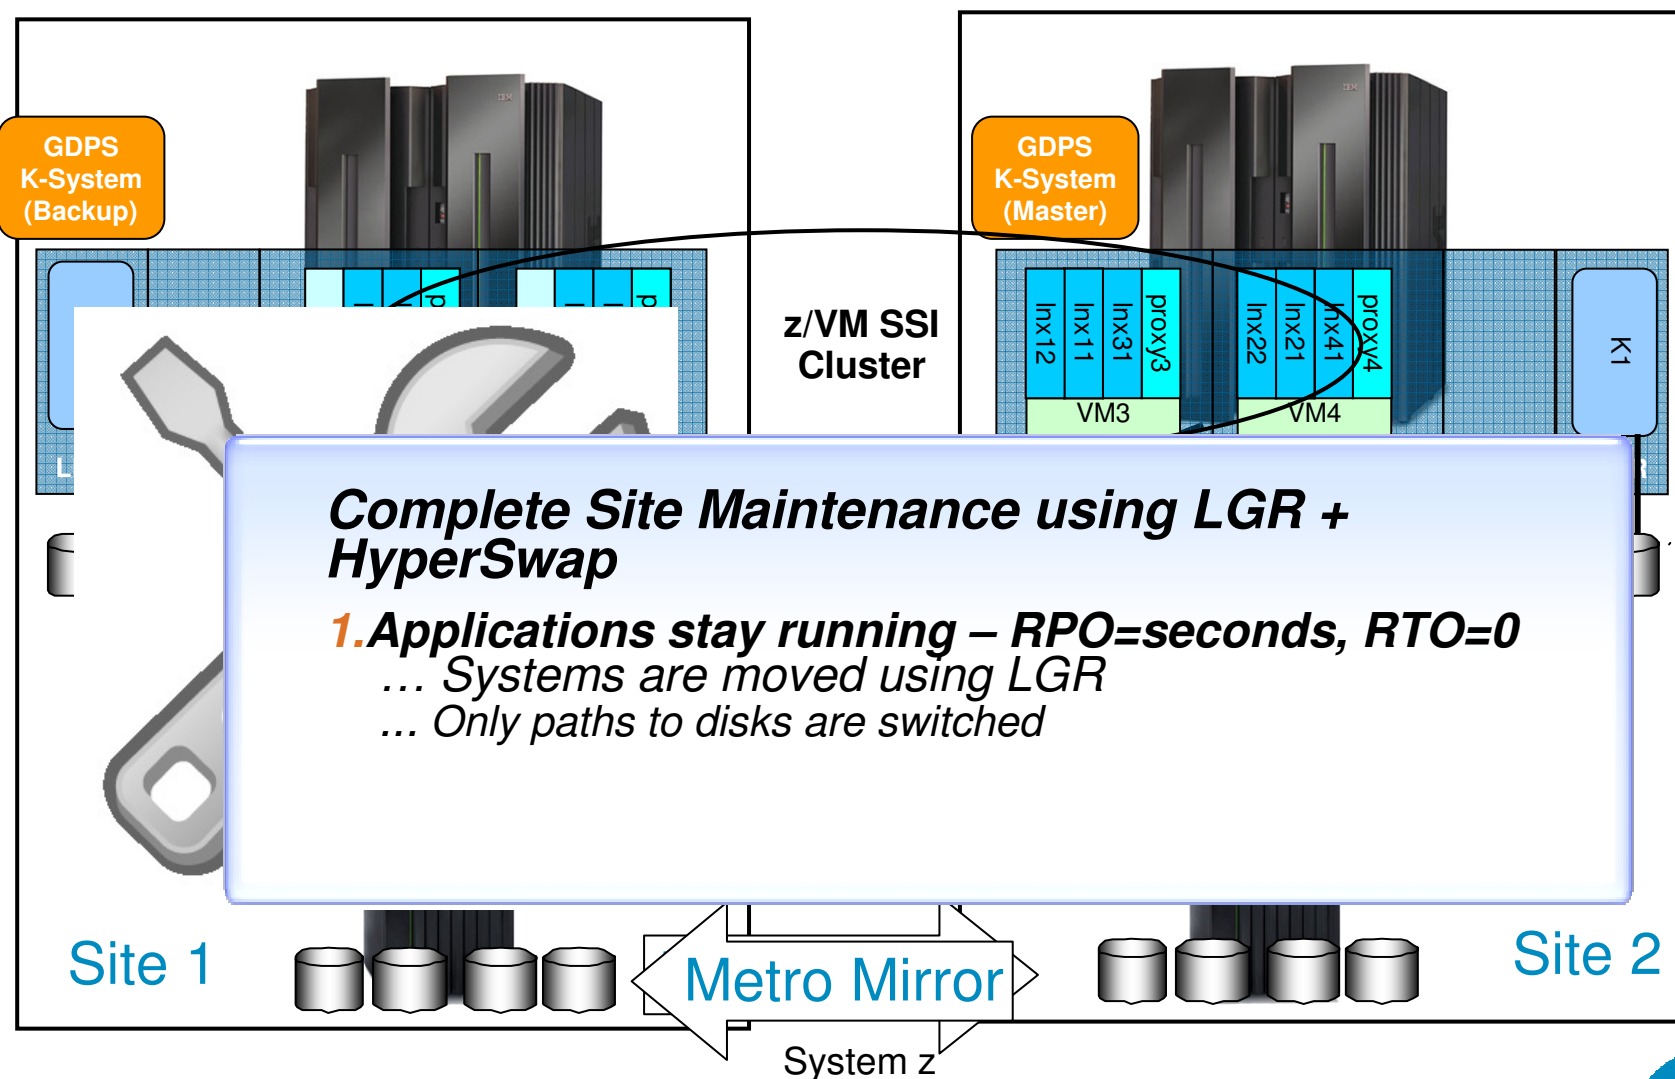 GDPS
K-System
(Backup)
GDPS
K-System
(Master)
z/VM SSI
Cluster
lnx12
lnx11
lnx31
proxy3
lnx22
lnx21
lnx41
proxy4
VM3
VM4
K1
Complete Site Maintenance using LGR +
HyperSwap
1.Applications stay running – RPO=seconds, RTO=0
… Systems are moved using LGR
... Only paths to disks are switched
Site 1
Metro Mirror
Site 2
System z